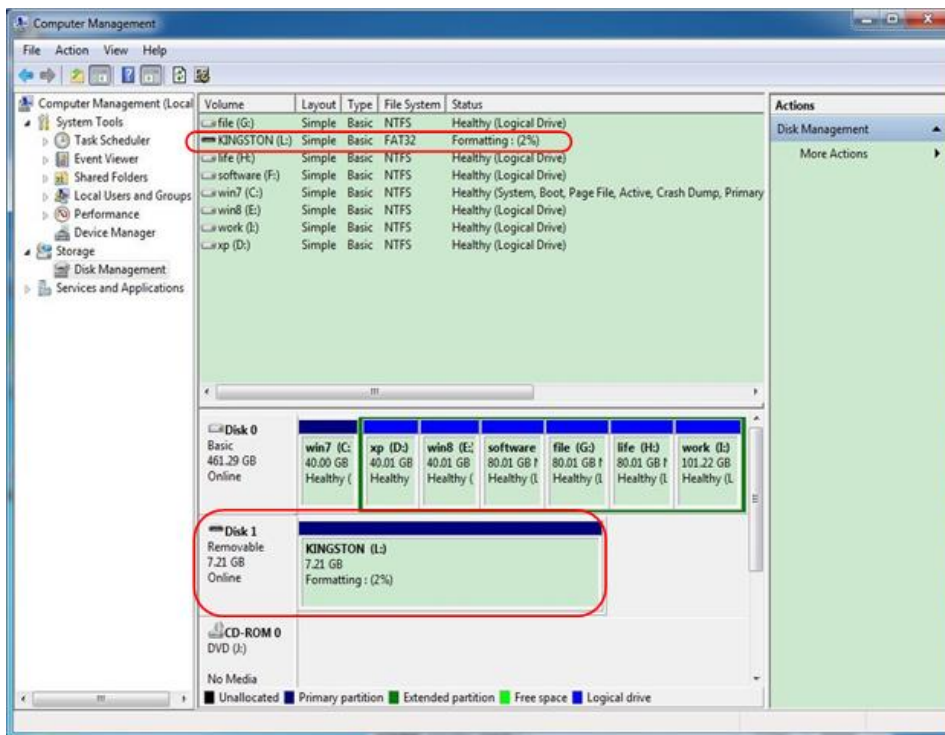 Computer Management
File Action View Help
Computer Management (Local
System Tools
Task Scheduler
Event Viewer
Shared Folders
Local Users and Groups
Performance
Device Manager
Storage
Disk Management
Services and Applications
Volume Layout Type File System Status
file (G:) Simple Basic NTFS Healthy (Logical Drive)
KINGSTON (L:) Simple Basic FAT32 Formatting : (2%)
life (H:) Simple Basic NTFS Healthy (Logical Drive)
software (F:) Simple Basic NTFS Healthy (Logical Drive)
win7 (C:) Simple Basic NTFS Healthy (System, Boot, Page File, Active, Crash Dump, Primary
win8 (E:) Simple Basic NTFS Healthy (Logical Drive)
work (I:) Simple Basic NTFS Healthy (Logical Drive)
xp (D:) Simple Basic NTFS Healthy (Logical Drive)
Actions
Disk Management
More Actions
Disk 0
Basic
461.29 GB
Online
win7 (C:
40.00 GB
Healthy (
xp (D:)
40.01 GB
Healthy
win8 (E:
40.01 GB
Healthy (
software
80.01 GB
Healthy (L
file (G:)
80.01 GB
Healthy (L
life (H:)
80.01 GB
Healthy (L
work (I:)
101.22 GB
Healthy (L
Disk 1
Removable
7.21 GB
Online
KINGSTON (L:)
7.21 GB
Formatting : (2%)
CD-ROM 0
DVD (J:)
No Media
Unallocated Primary partition Extended partition Free space Logical drive